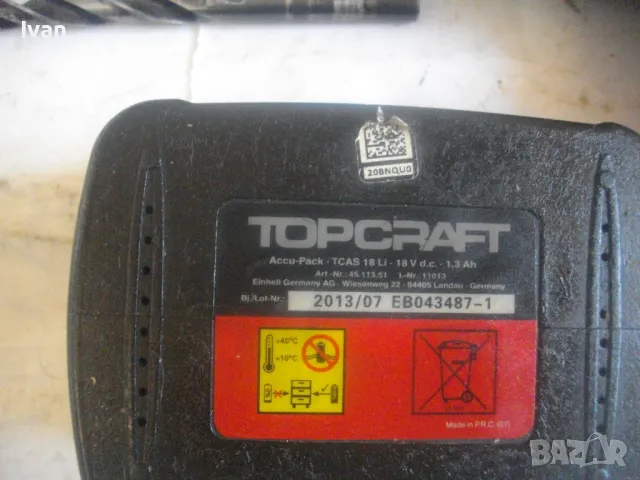 Ivan
20BNQU0
TOPCRAFT
Accu-Pack · TCAS 18 Li · 18 V d.c. · 1,3 Ah
Art-Nr.: 45.113.51 I.-Nr.: 11013
Einhell Germany AG · Wiesenweg 22 · 94405 Landau · Germany
Bj./Lot-Nr.: 2013/07 EB043487-1
+40°C
+10°C
Made in P.R.C. (01)
BAZAR